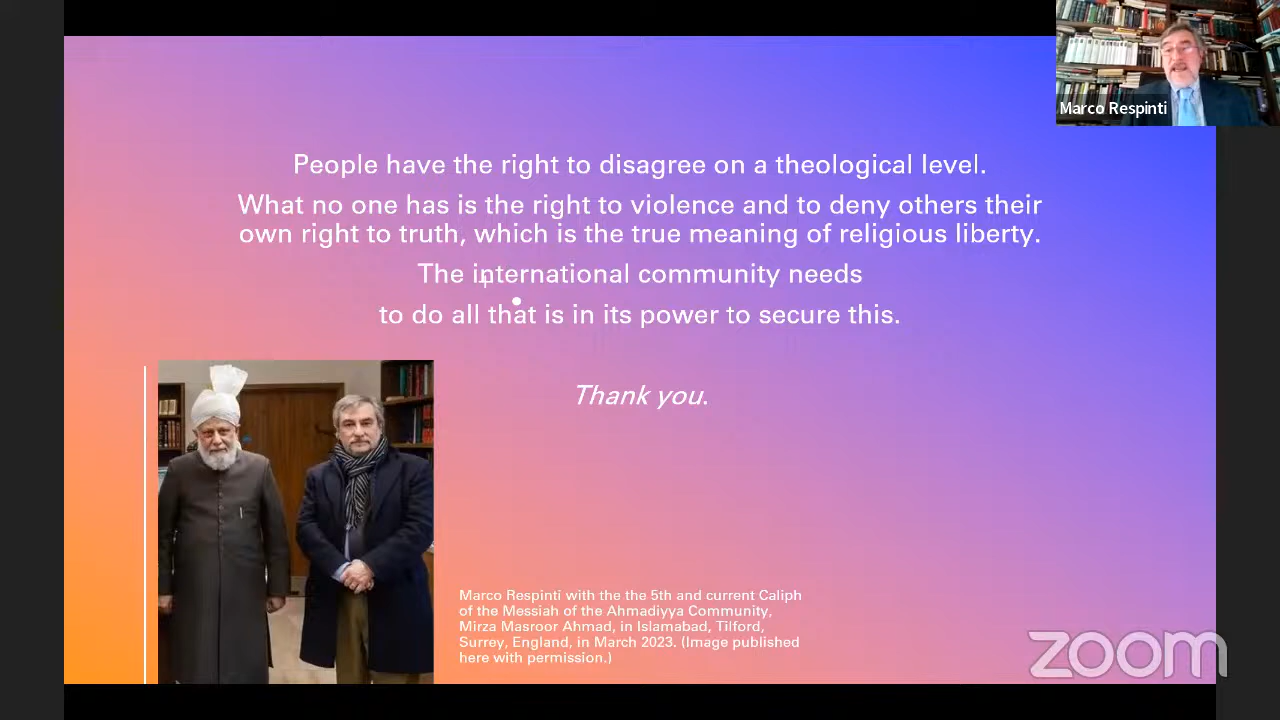 Marco Respinti
People have the right to disagree on a theological level.
What no one has is the right to violence and to deny others their
own right to truth, which is the true meaning of religious liberty.
The international community needs
to do all that is in its power to secure this.
Thank you.
Marco Respinti with the the 5th and current Caliph
of the Messiah of the Ahmadiyya Community,
Mirza Masroor Ahmad, in Islamabad, Tilford,
Surrey, England, in March 2023. (Image published
here with permission.)
zoom